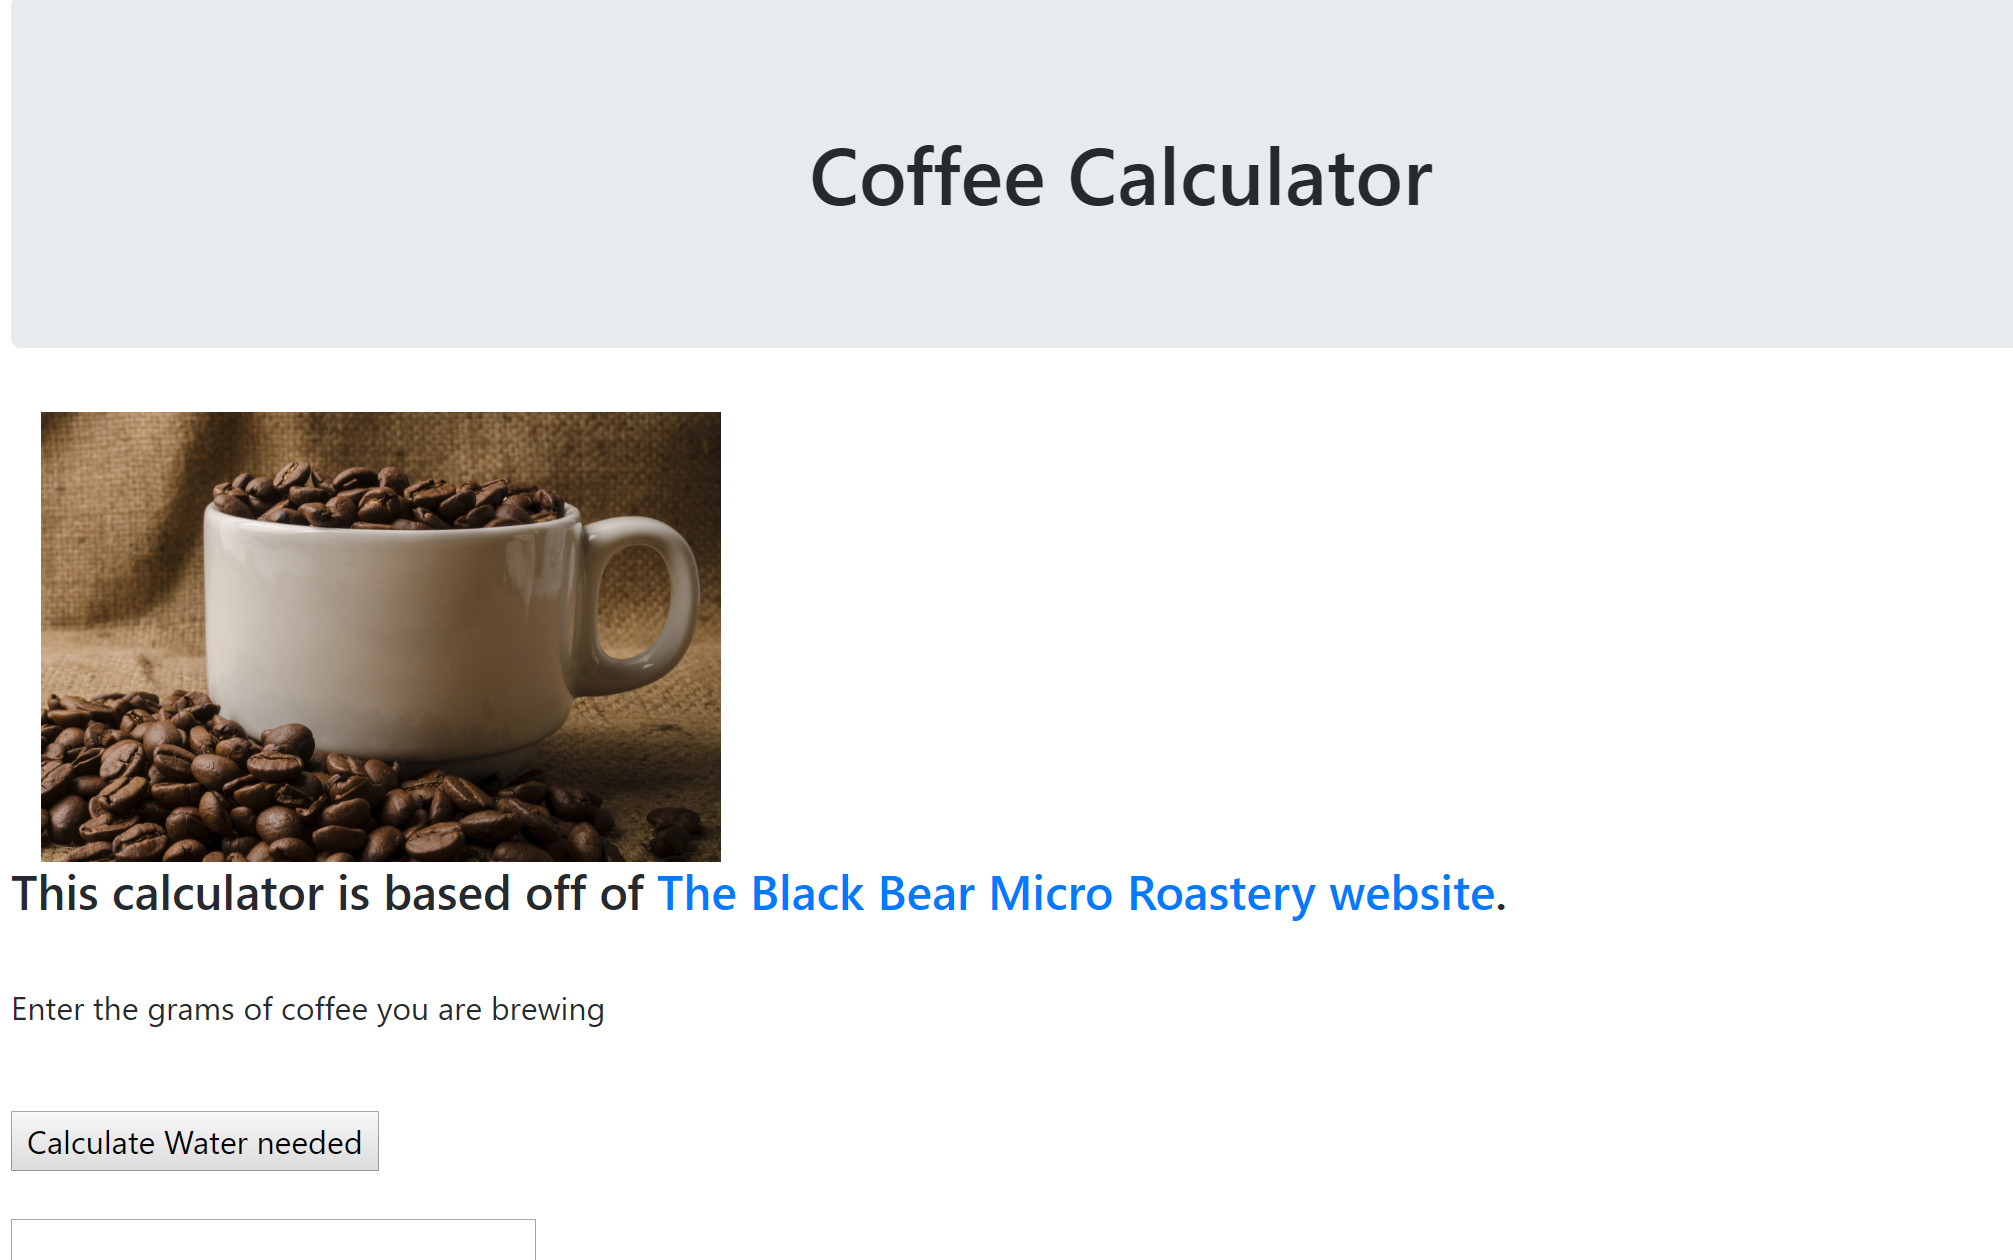 Coffee Calculator
This calculator is based off of The Black Bear Micro Roastery website.
Enter the grams of coffee you are brewing
Calculate Water needed